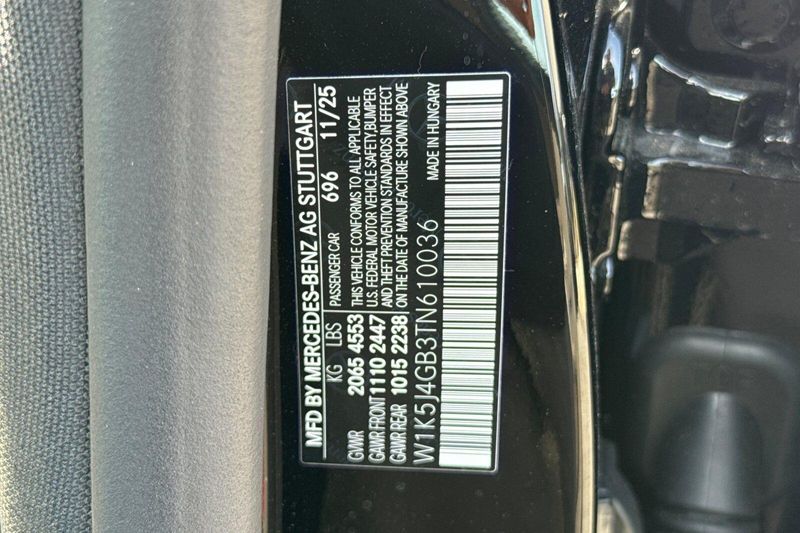 MFD BY MERCEDES-BENZ AG STUTTGART
KG LBS PASSENGER CAR 696 11/25
GVWR 2065 4553
GAWR FRONT 1110 2447
GAWR REAR 1015 2238
THIS VEHICLE CONFORMS TO ALL APPLICABLE
U.S. FEDERAL MOTOR VEHICLE SAFETY,BUMPER
AND THEFT PREVENTION STANDARDS IN EFFECT
ON THE DATE OF MANUFACTURE SHOWN ABOVE
W1K5J4GB3TN610036
MADE IN HUNGARY